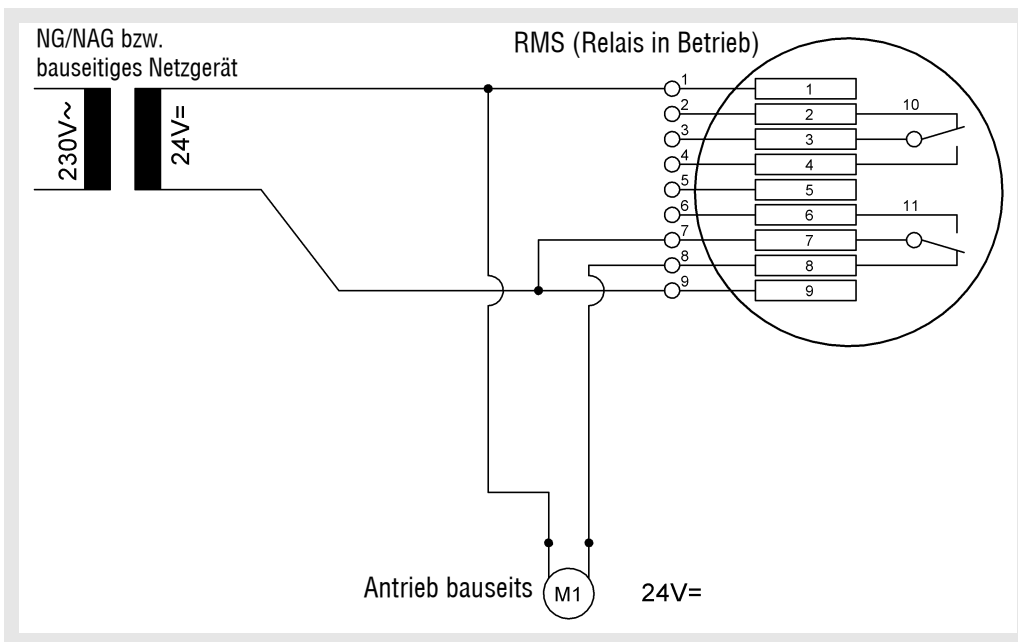 NG/NAG bzw.
bauseitiges Netzgerät
RMS (Relais in Betrieb)
230V~
24V=
1
2
3
4
5
6
7
8
9
1
2
3
4
5
6
7
8
9
10
11
Antrieb bauseits
M1
24V=